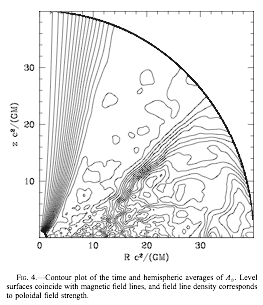 40
30
20
10
z c²/(GM)
0
10
20
30
R c²/(GM)
FIG. 4.—Contour plot of the time and hemispheric averages of Aφ. Level
surfaces coincide with magnetic field lines, and field line density corresponds
to poloidal field strength.